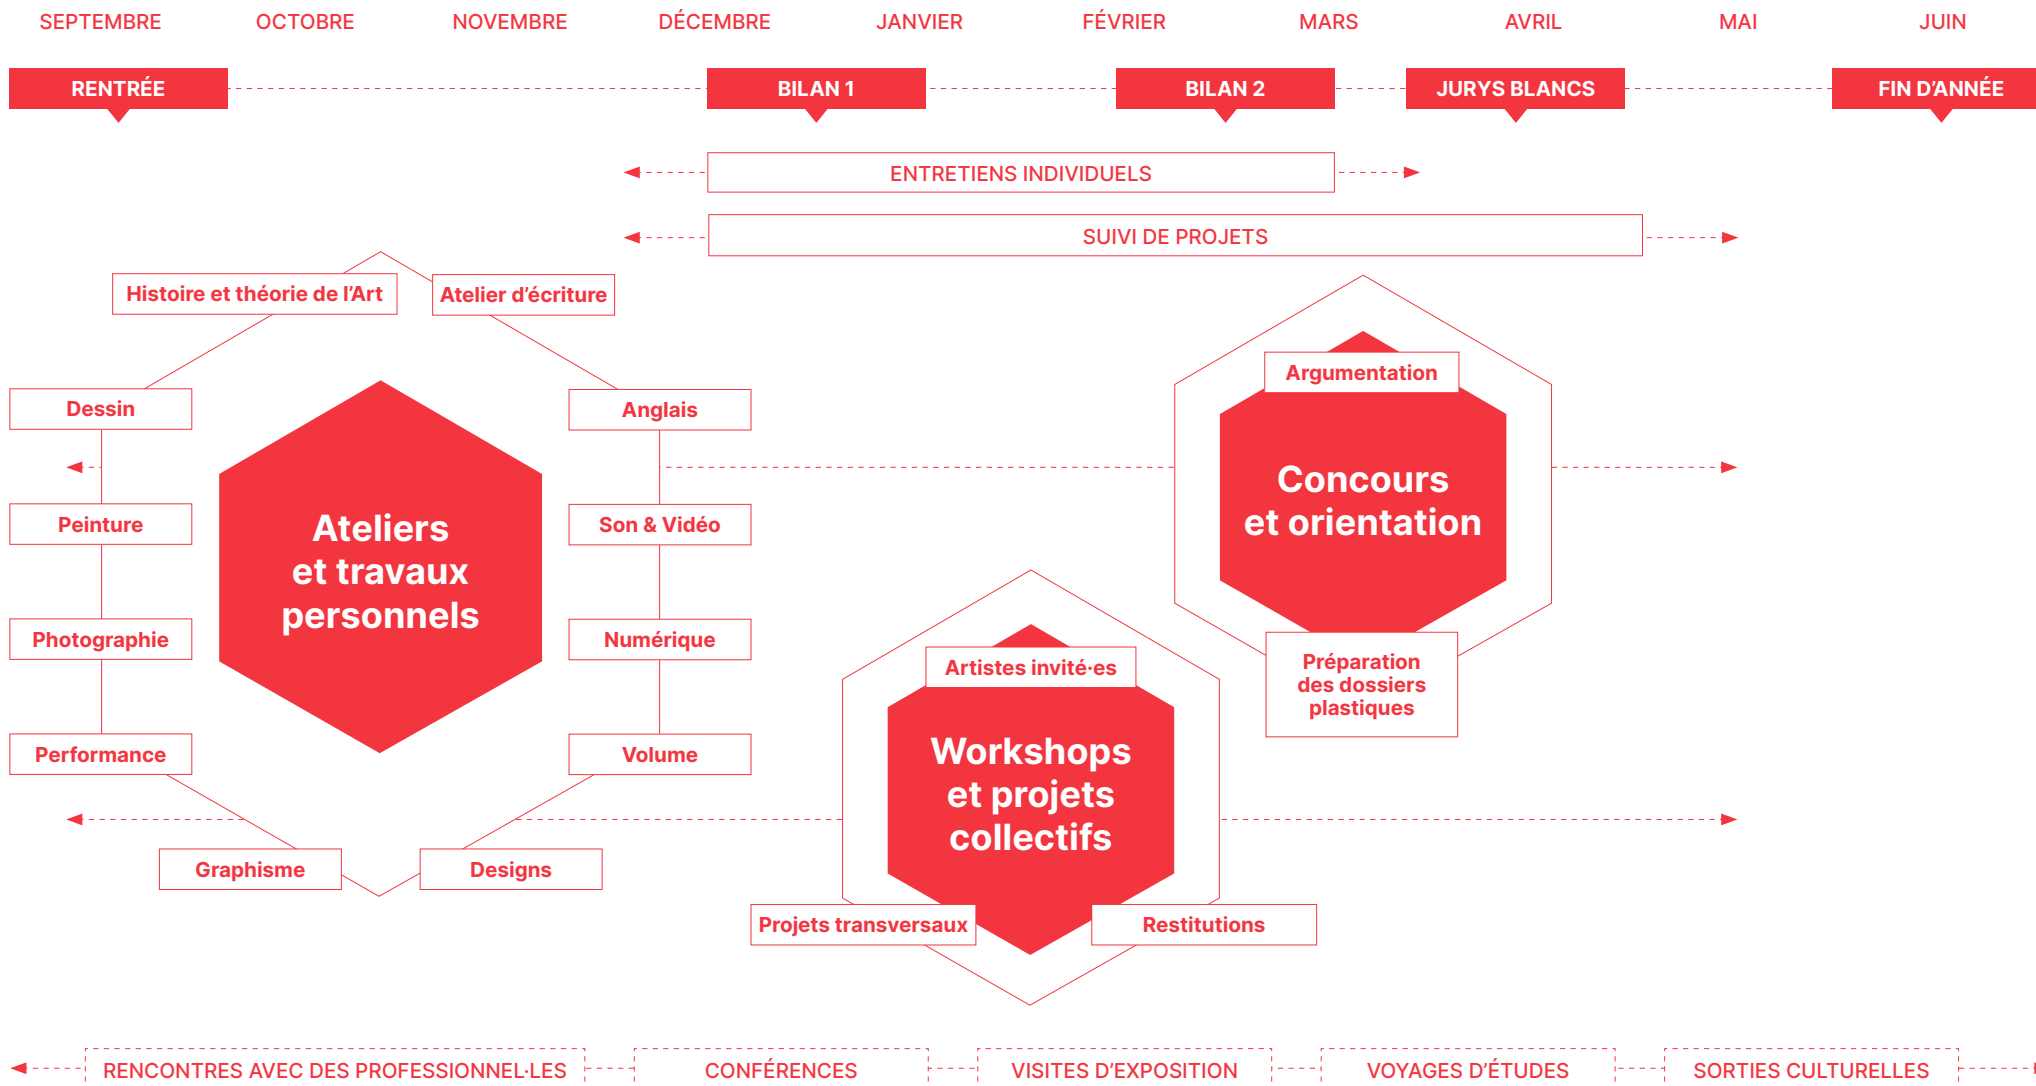 SEPTEMBRE OCTOBRE NOVEMBRE DÉCEMBRE JANVIER FÉVRIER MARS AVRIL MAI JUIN
RENTRÉE BILAN 1 BILAN 2 JURYS BLANCS FIN D’ANNÉE
ENTRETIENS INDIVIDUELS
SUIVI DE PROJETS
Histoire et théorie de l’Art
Atelier d’écriture
Dessin
Anglais
Peinture
Son & Vidéo
Photographie
Numérique
Performance
Volume
Graphisme
Designs
Ateliers
et travaux
personnels
Argumentation
Concours
et orientation
Préparation
des dossiers
plastiques
Artistes invité·es
Workshops
et projets
collectifs
Projets transversaux
Restitutions
RENCONTRES AVEC DES PROFESSIONNEL·LES CONFÉRENCES VISITES D’EXPOSITION VOYAGES D’ÉTUDES SORTIES CULTURELLES